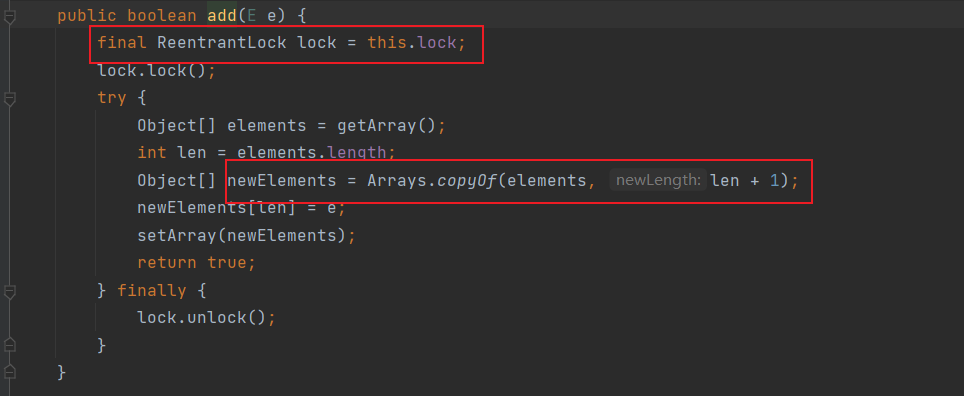 public boolean add(E e) {
    final ReentrantLock lock = this.lock;
    lock.lock();
    try {
        Object[] elements = getArray();
        int len = elements.length;
        Object[] newElements = Arrays.copyOf(elements, newLength: len + 1);
        newElements[len] = e;
        setArray(newElements);
        return true;
    } finally {
        lock.unlock();
    }
}